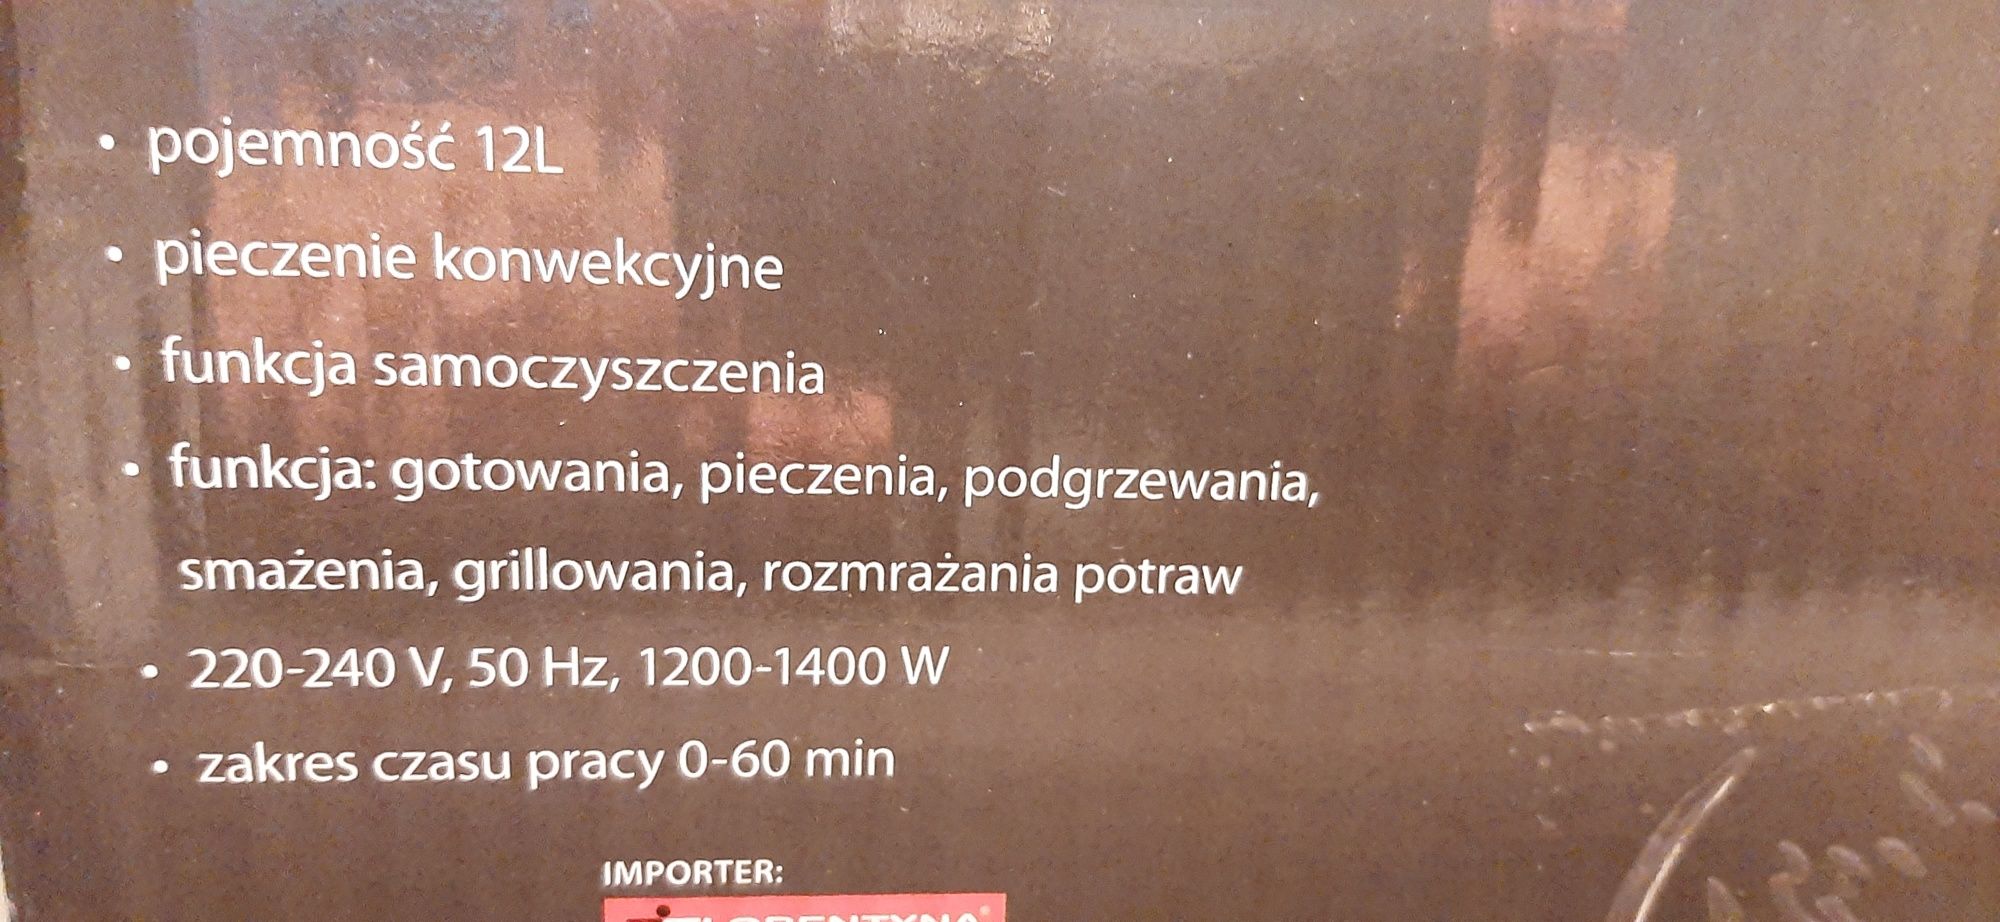 • pojemność 12L
• pieczenie konwekcyjne
• funkcja samoczyszczenia
• funkcja: gotowania, pieczenia, podgrzewania,
smażenia, grillowania, rozmrażania potraw
• 220-240 V, 50 Hz, 1200-1400 W
• zakres czasu pracy 0-60 min
IMPORTER:
FLORENTYNA